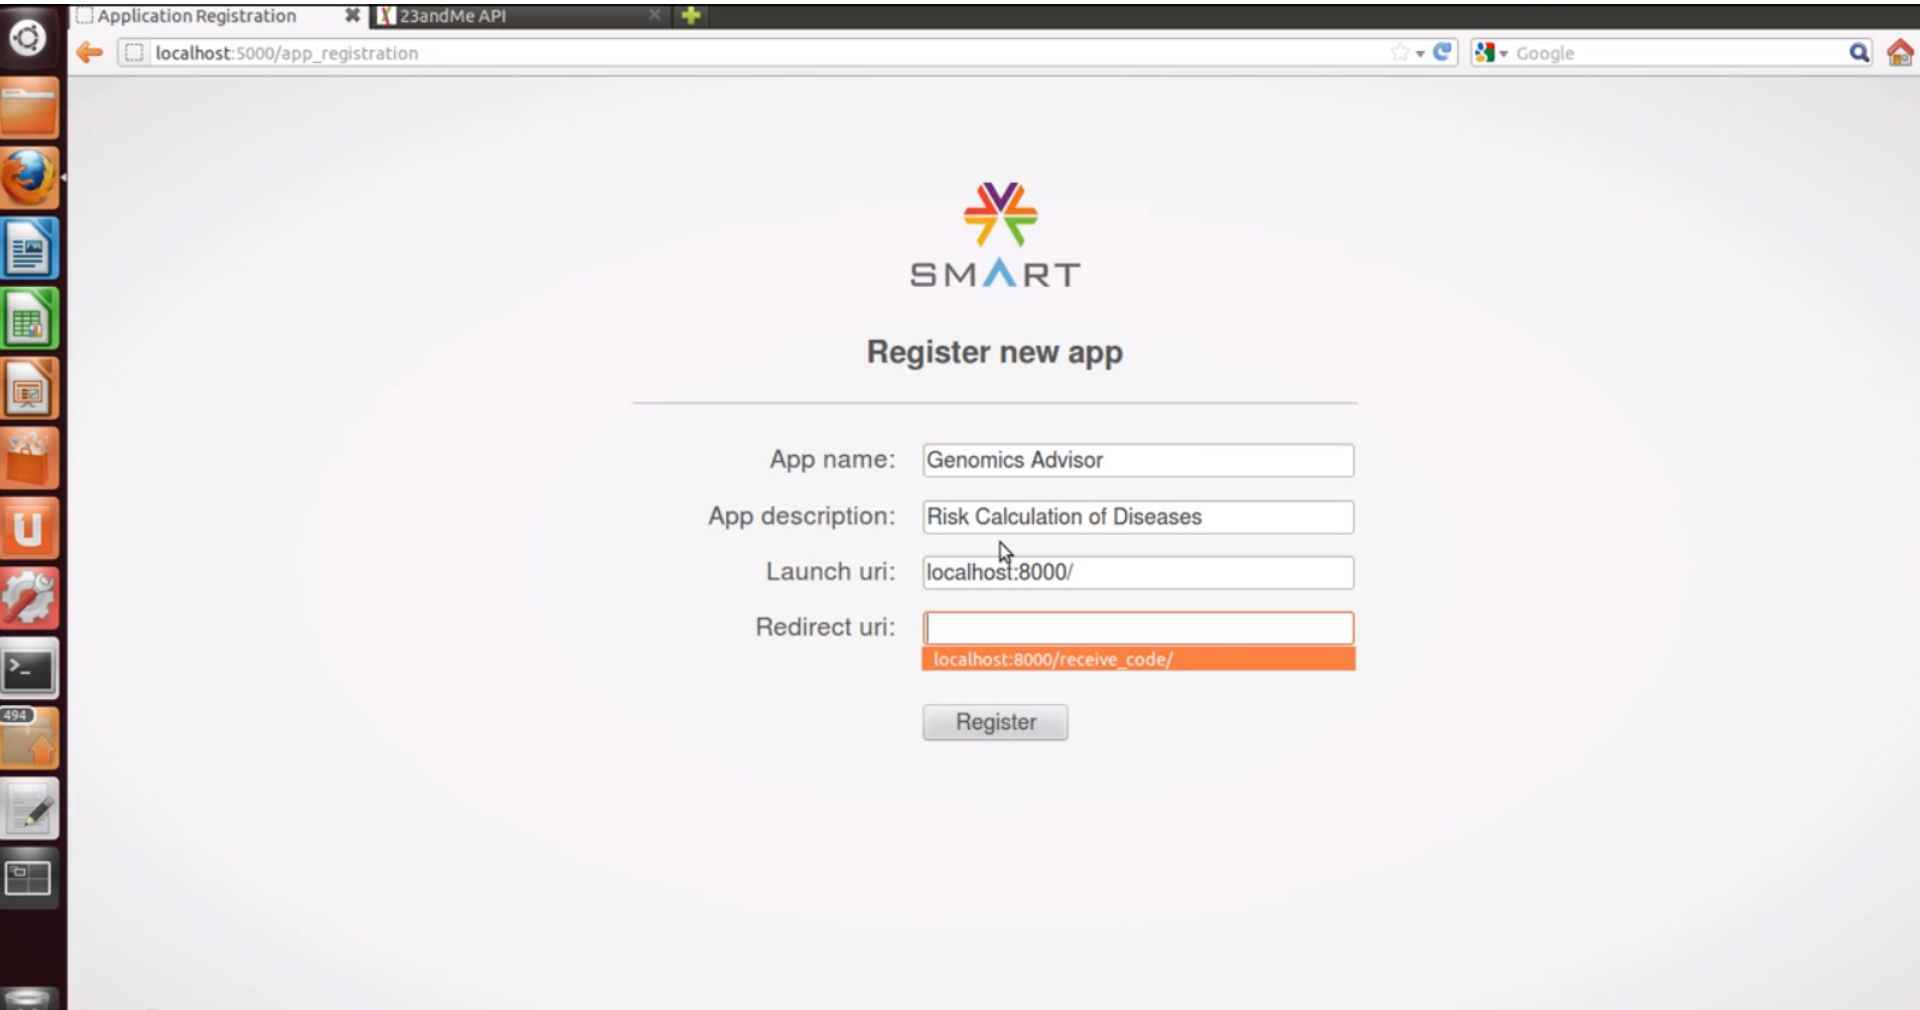 Application Registration
23andMe API
localhost:5000/app_registration
Google
SMART
Register new app
App name: Genomics Advisor
App description: Risk Calculation of Diseases
Launch uri: localhost:8000/
Redirect uri:
localhost:8000/receive_code/
Register
494